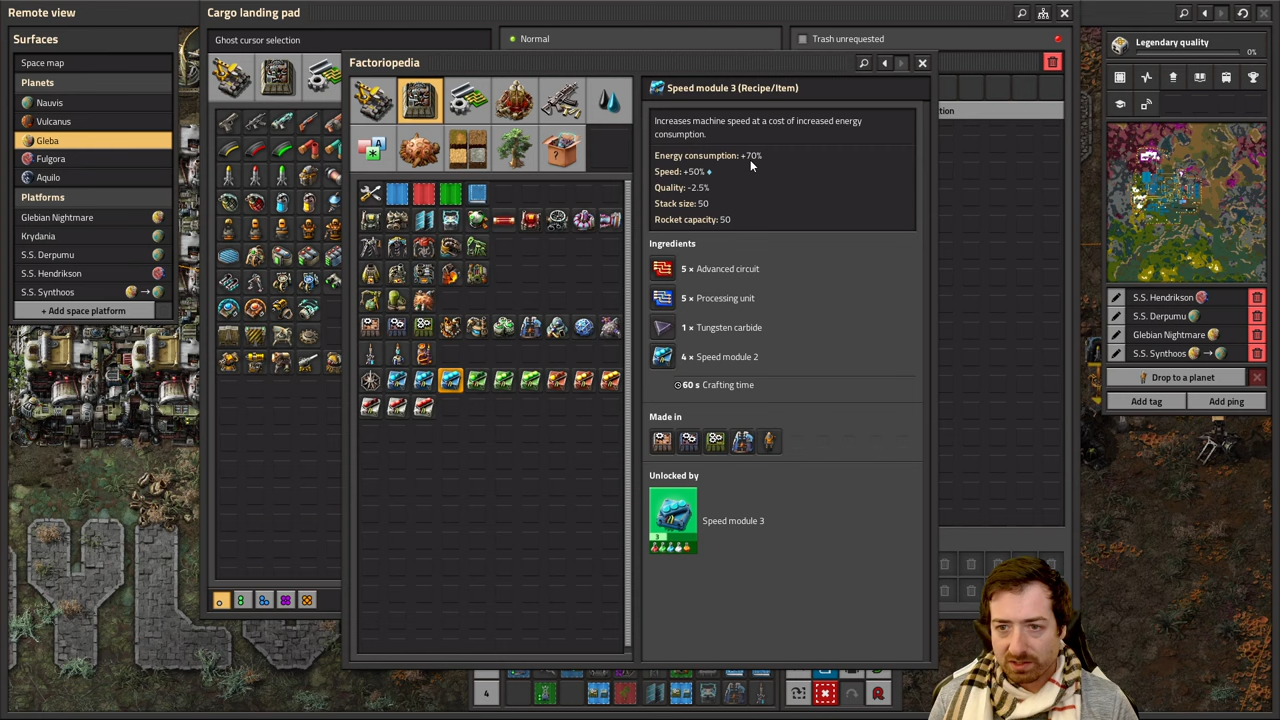 Remote view
Surfaces
Space map
Planets
Nauvis
Vulcanus
Gleba
Fulgora
Aquilo
Platforms
Glebian Nightmare
Krydania
S.S. Derpumu
S.S. Hendrikson
S.S. Synthoos
+ Add space platform
Cargo landing pad
Ghost cursor selection
Normal
Trash unrequested
Factoriopedia
Speed module 3 (Recipe/Item)
Increases machine speed at a cost of increased energy
consumption.
Energy consumption: +70%
Speed: +50%
Quality: -2.5%
Stack size: 50
Rocket capacity: 50
Ingredients
5 × Advanced circuit
5 × Processing unit
1 × Tungsten carbide
4 × Speed module 2
60 s Crafting time
Made in
Unlocked by
3
Speed module 3
4
Legendary quality
0%
S.S. Hendrikson
S.S. Derpumu
Glebian Nightmare
S.S. Synthoos
Drop to a planet
Add tag
Add ping